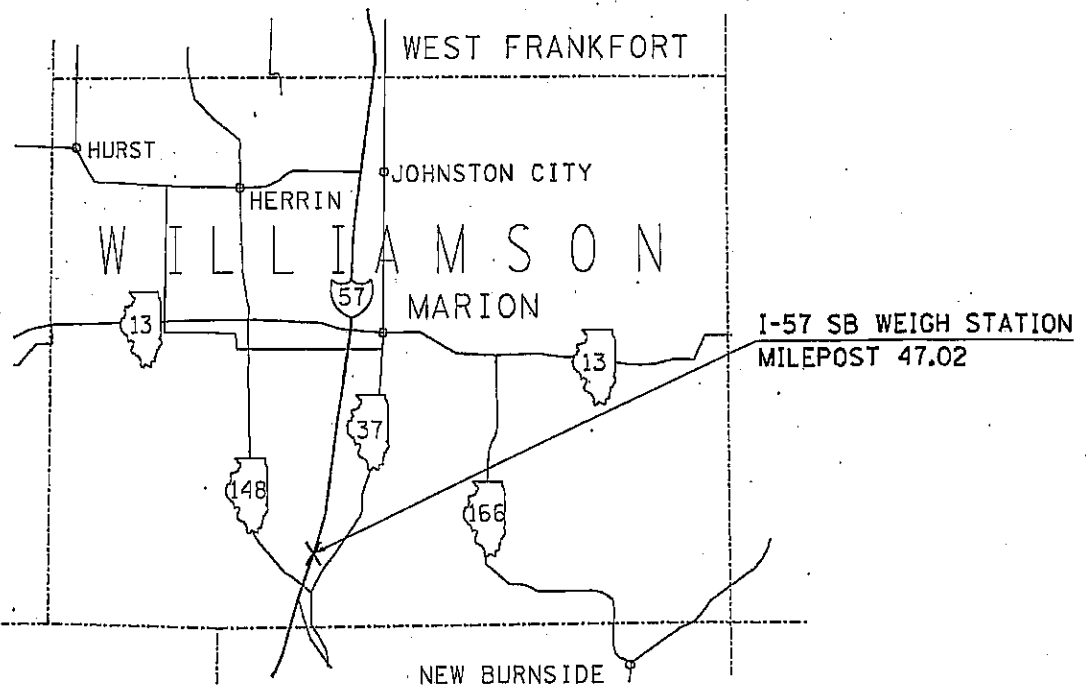 WEST FRANKFORT
HURST
JOHNSTON CITY
HERRIN
WILLIAMSON
57
MARION
13
I-57 SB WEIGH STATION
13
MILEPOST 47.02
37
148
166
NEW BURNSIDE